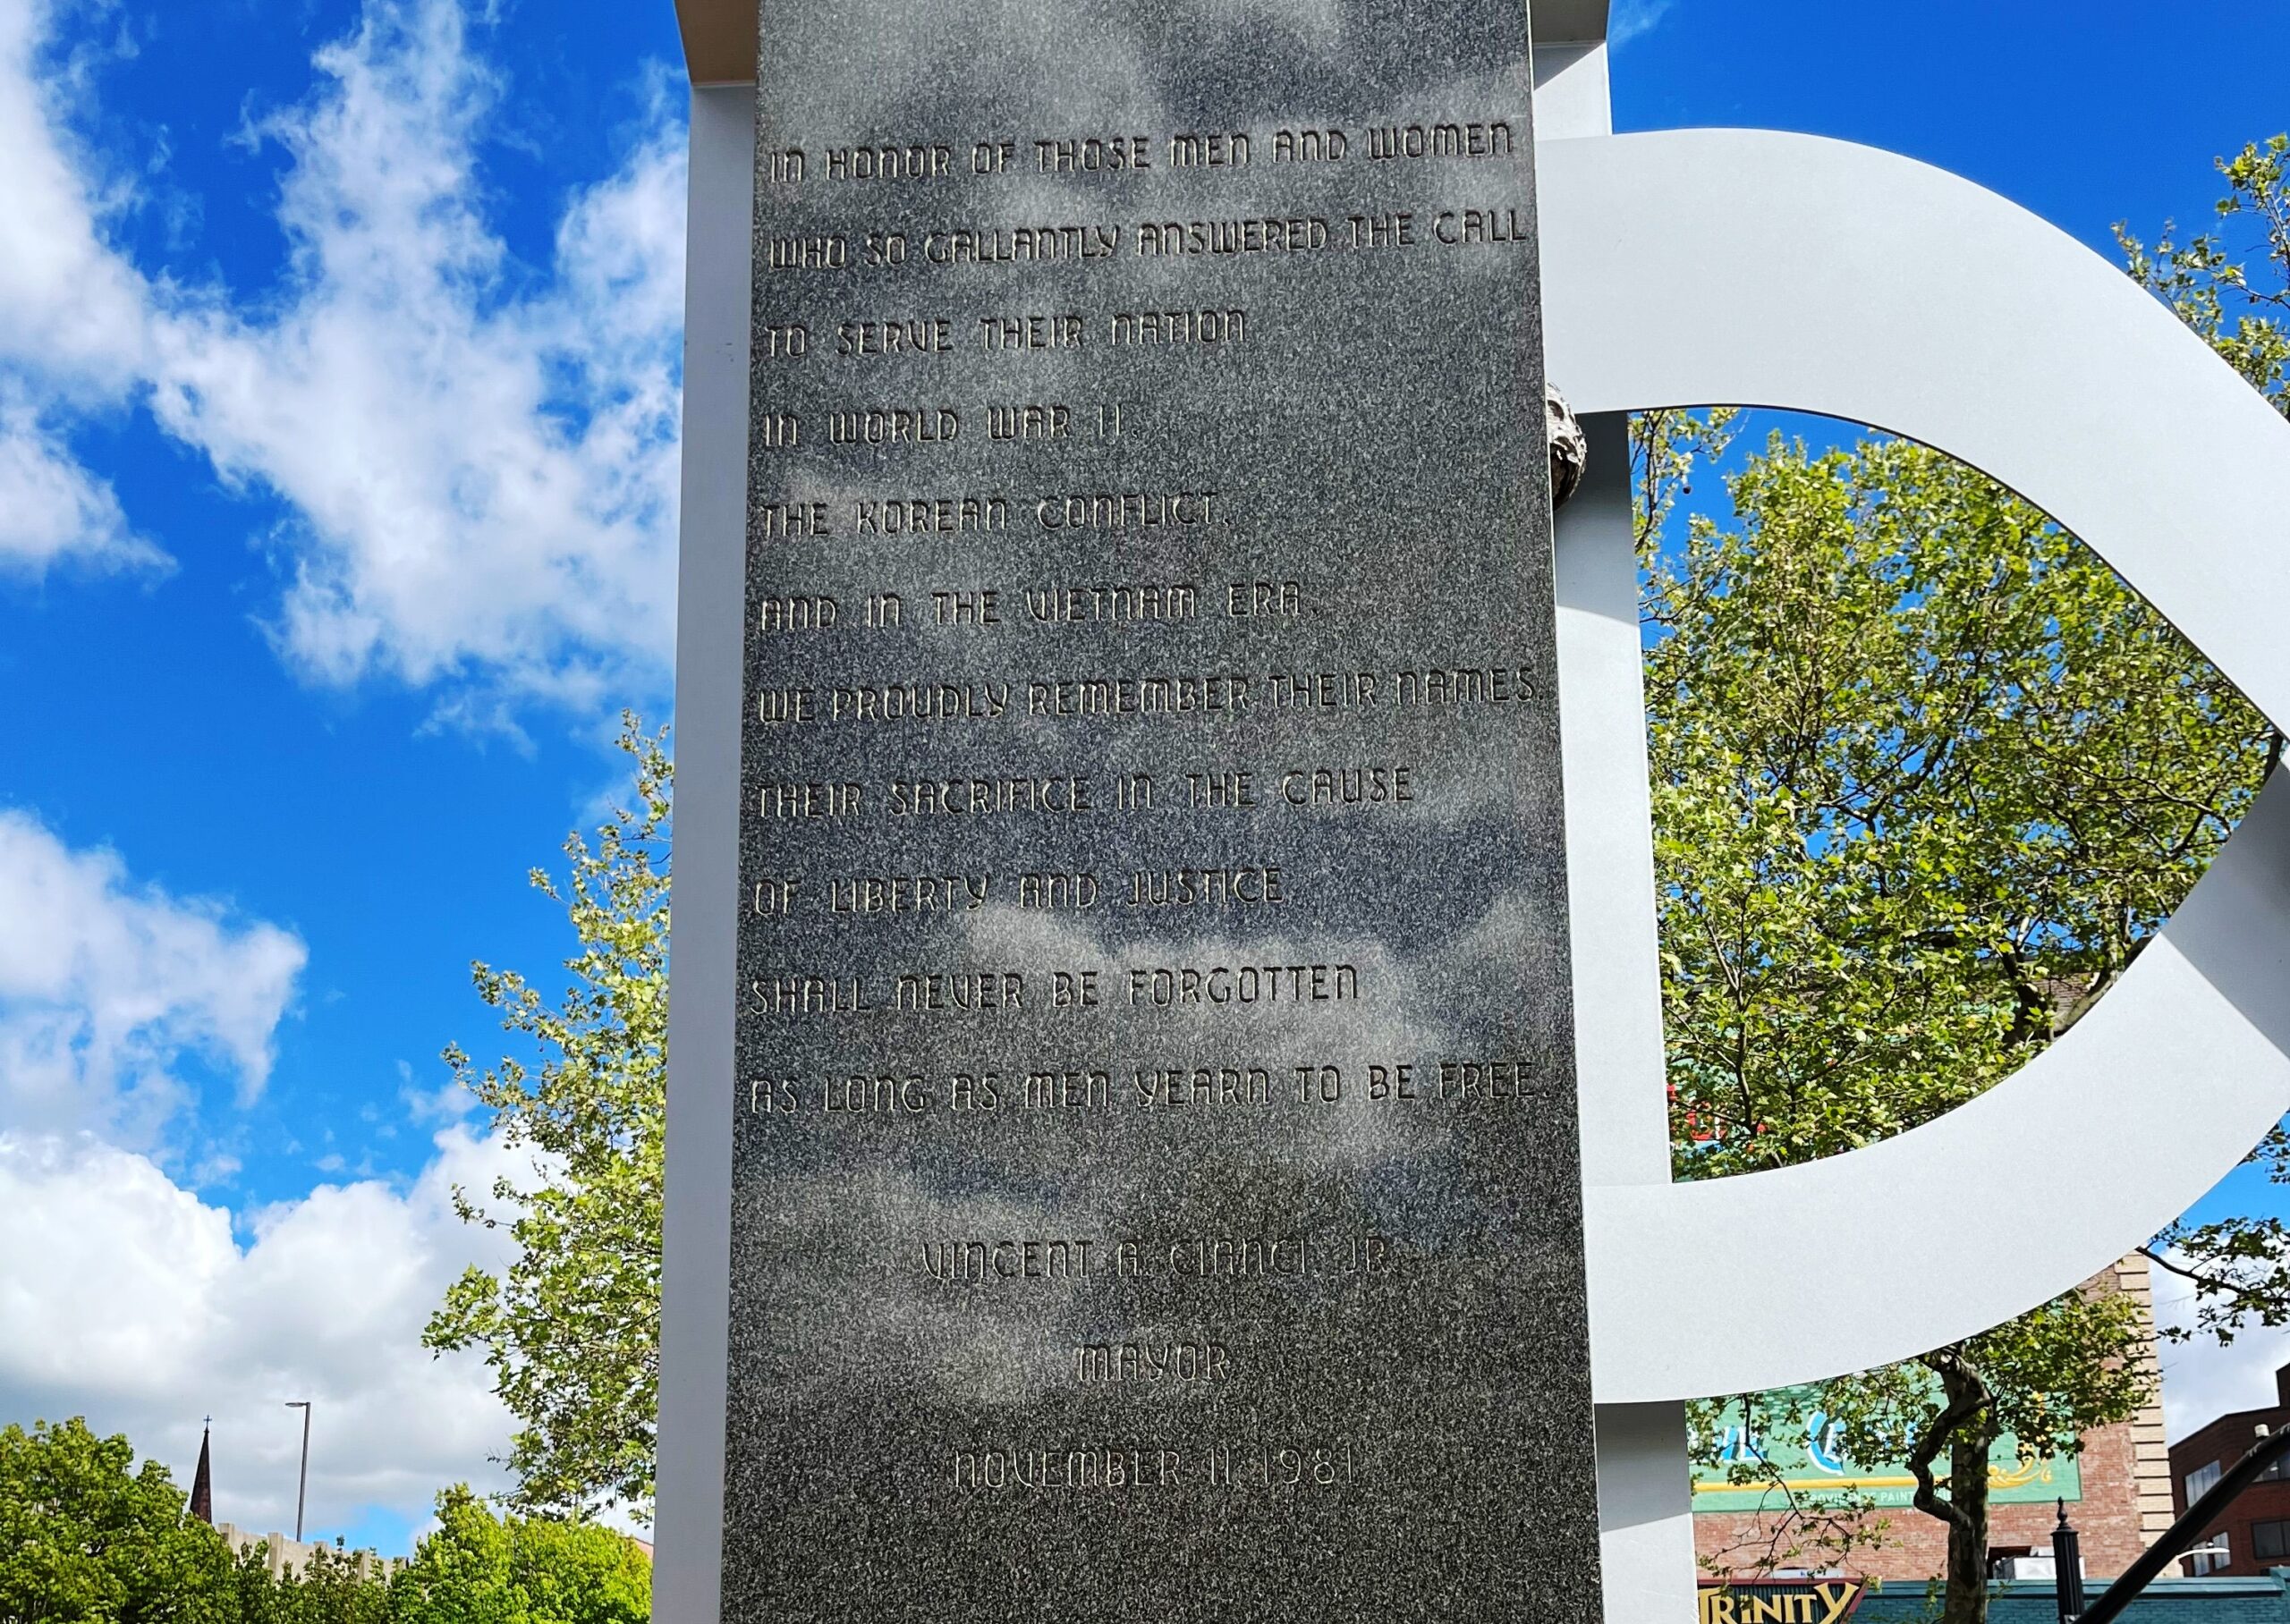 IN HONOR OF THOSE MEN AND WOMEN
WHO SO GALLANTLY ANSWERED THE CALL
TO SERVE THEIR NATION
IN WORLD WAR II,
THE KOREAN CONFLICT,
AND IN THE VIETNAM ERA,
WE PROUDLY REMEMBER THEIR NAMES.
THEIR SACRIFICE IN THE CAUSE
OF LIBERTY AND JUSTICE
SHALL NEVER BE FORGOTTEN
AS LONG AS MEN YEARN TO BE FREE.
VINCENT A. CIANCI, JR.
MAYOR
NOVEMBER 11, 1981
TRINITY